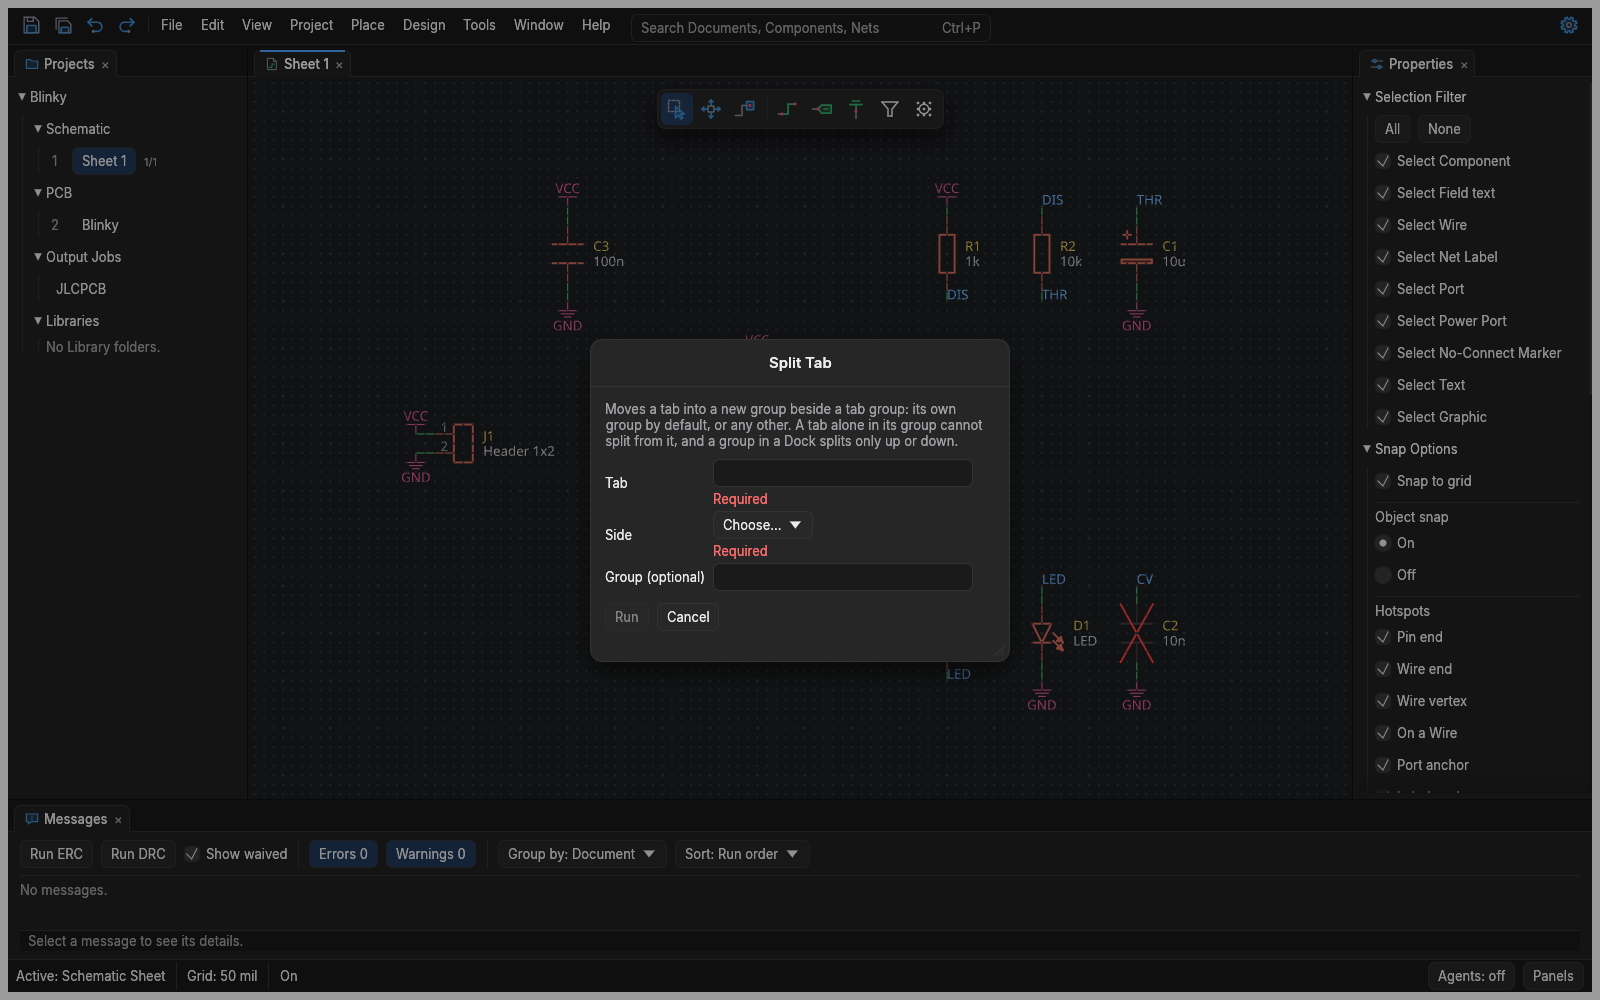 File Edit View Project Place Design Tools Window Help
Search Documents, Components, Nets Ctrl+P
Projects ×
Sheet 1 ×
Properties ×
Blinky
Schematic
1 Sheet 1 1/1
PCB
2 Blinky
Output Jobs
JLCPCB
Libraries
No Library folders.
VCC
C3
100n
GND
VCC
R1
1k
DIS
DIS
R2
10k
THR
THR
C1
10u
GND
VCC
VCC
1
2
J1
Header 1x2
GND
Split Tab
Moves a tab into a new group beside a tab group: its own
group by default, or any other. A tab alone in its group cannot
split from it, and a group in a Dock splits only up or down.
Tab
Required
Side Choose...
Required
Group (optional)
Run Cancel
LED
LED
D1
LED
GND
CV
C2
10n
GND
Selection Filter
All None
Select Component
Select Field text
Select Wire
Select Net Label
Select Port
Select Power Port
Select No-Connect Marker
Select Text
Select Graphic
Snap Options
Snap to grid
Object snap
On
Off
Hotspots
Pin end
Wire end
Wire vertex
On a Wire
Port anchor
Messages ×
Run ERC Run DRC Show waived Errors 0 Warnings 0 Group by: Document Sort: Run order
No messages.
Select a message to see its details.
Active: Schematic Sheet Grid: 50 mil On
Agents: off Panels